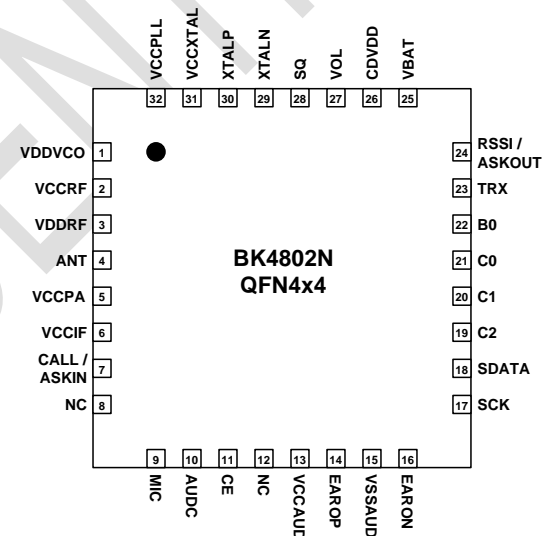 VCCPLL
VCCXTAL
XTALP
XTALN
SQ
VOL
CDVDD
VBAT
32
31
30
29
28
27
26
25
VDDVCO 1
VCCRF 2
VDDRF 3
ANT 4
VCCPA 5
VCCIF 6
CALL /
ASKIN
7
NC 8
BK4802N
QFN4x4
24
RSSI /
ASKOUT
23 TRX
22 B0
21 C0
20 C1
19 C2
18 SDATA
17 SCK
9
10
11
12
13
14
15
16
MIC
AUDC
CE
NC
VCCAUD
EAROP
VSSAUD
EARON